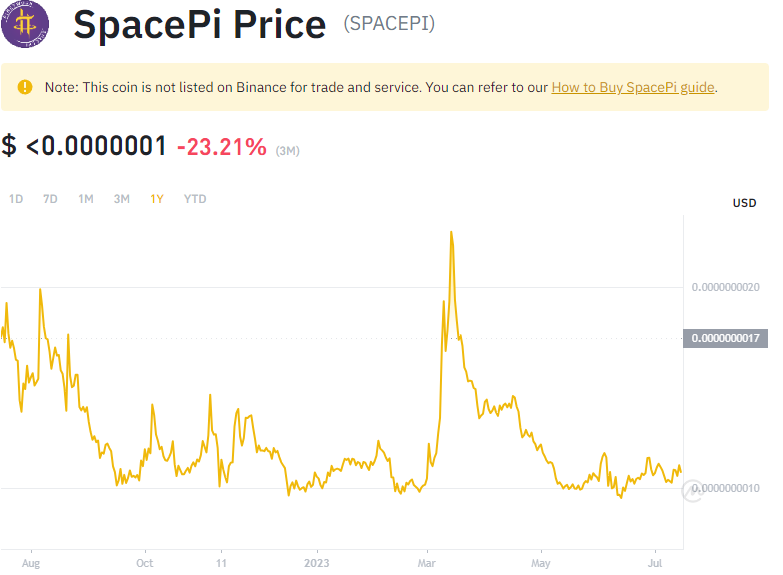 SpacePi Price (SPACEPI)
Note: This coin is not listed on Binance for trade and service. You can refer to our How to Buy SpacePi guide.
$ <0.0000001 -23.21% (3M)
1D 7D 1M 3M 1Y YTD
USD
0.0000000020
0.0000000017
0.0000000010
Aug Oct 11 2023 Mar May Jul